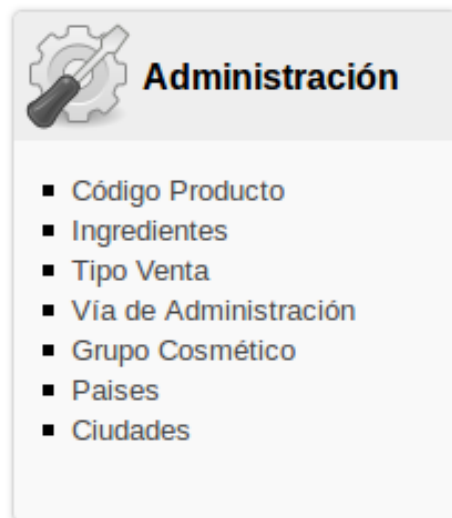 Administración
Código Producto
Ingredientes
Tipo Venta
Vía de Administración
Grupo Cosmético
Paises
Ciudades